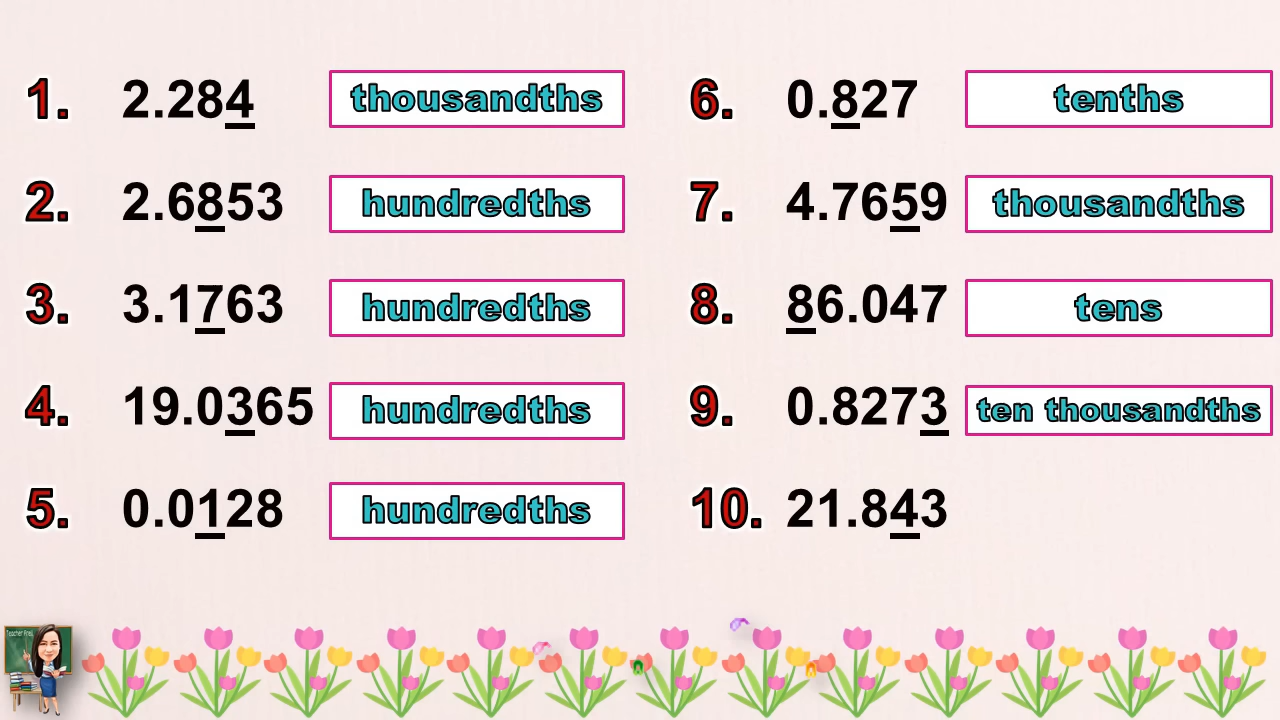 1. 2.284 thousandths
2. 2.6853 hundredths
3. 3.1763 hundredths
4. 19.0365 hundredths
5. 0.0128 hundredths
6. 0.827 tenths
7. 4.7659 thousandths
8. 86.047 tens
9. 0.8273 ten thousandths
10. 21.843